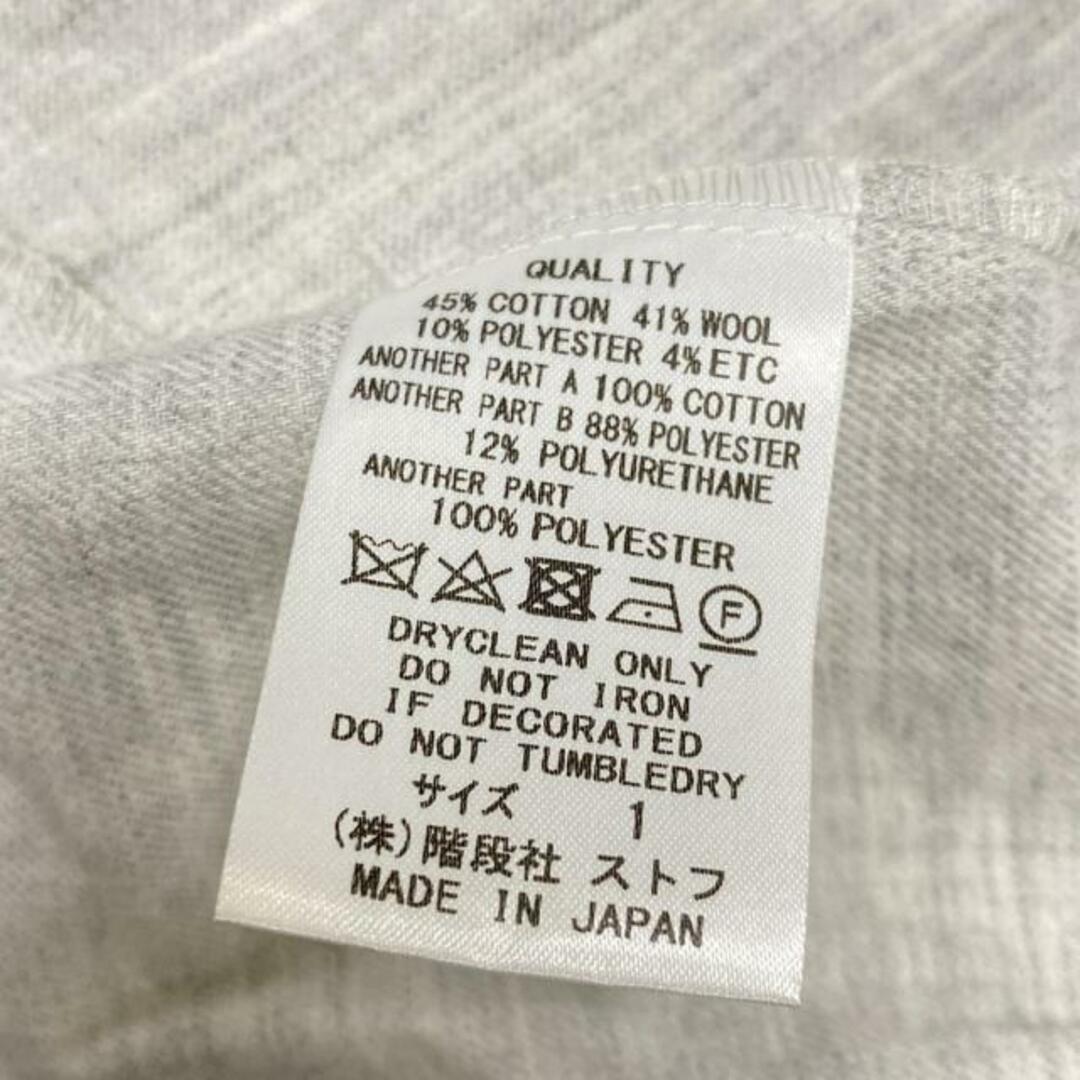 QUALITY
45% COTTON 41% WOOL
10% POLYESTER 4% ETC
ANOTHER PART A 100% COTTON
ANOTHER PART B 88% POLYESTER
12% POLYURETHANE
ANOTHER PART
100% POLYESTER
F
DRYCLEAN ONLY
DO NOT IRON
IF DECORATED
DO NOT TUMBLEDRY
サイズ 1
(株)階段社 ストフ
MADE IN JAPAN